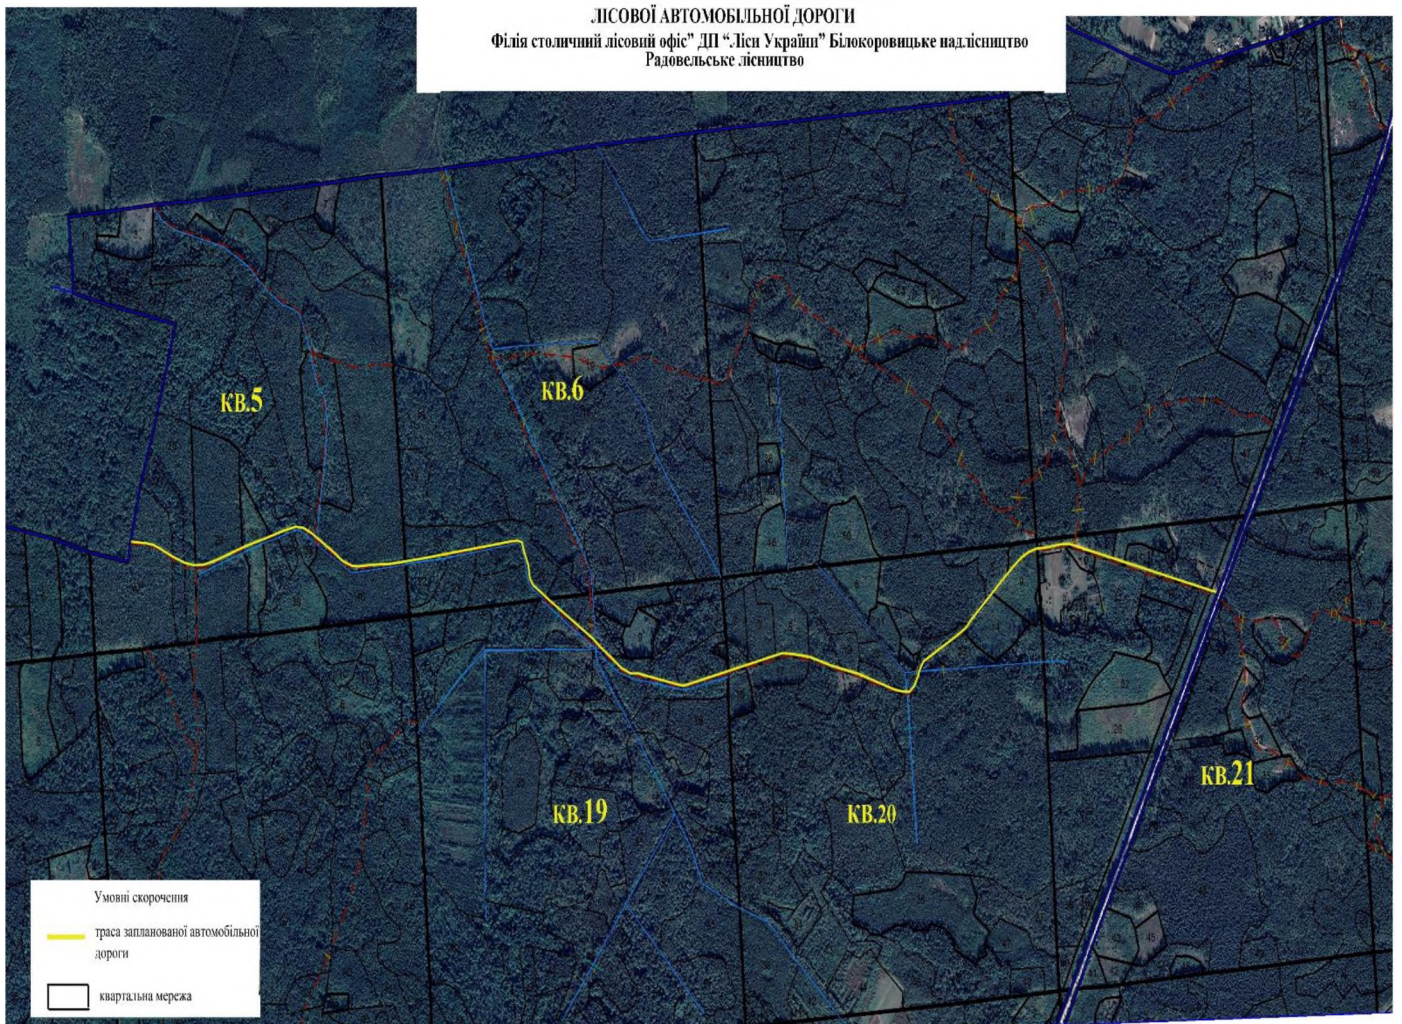 ЛІСОВОЇ АВТОМОБІЛЬНОЇ ДОРОГИ
Філія столичний лісовий офіс” ДП “Ліси України” Білокоровицьке надлісництво
Радовельське лісництво
КВ.5
КВ.6
КВ.21
КВ.19
КВ.20
Умовні скорочення
траса запланованої автомобільної
дороги
квартальна мережа